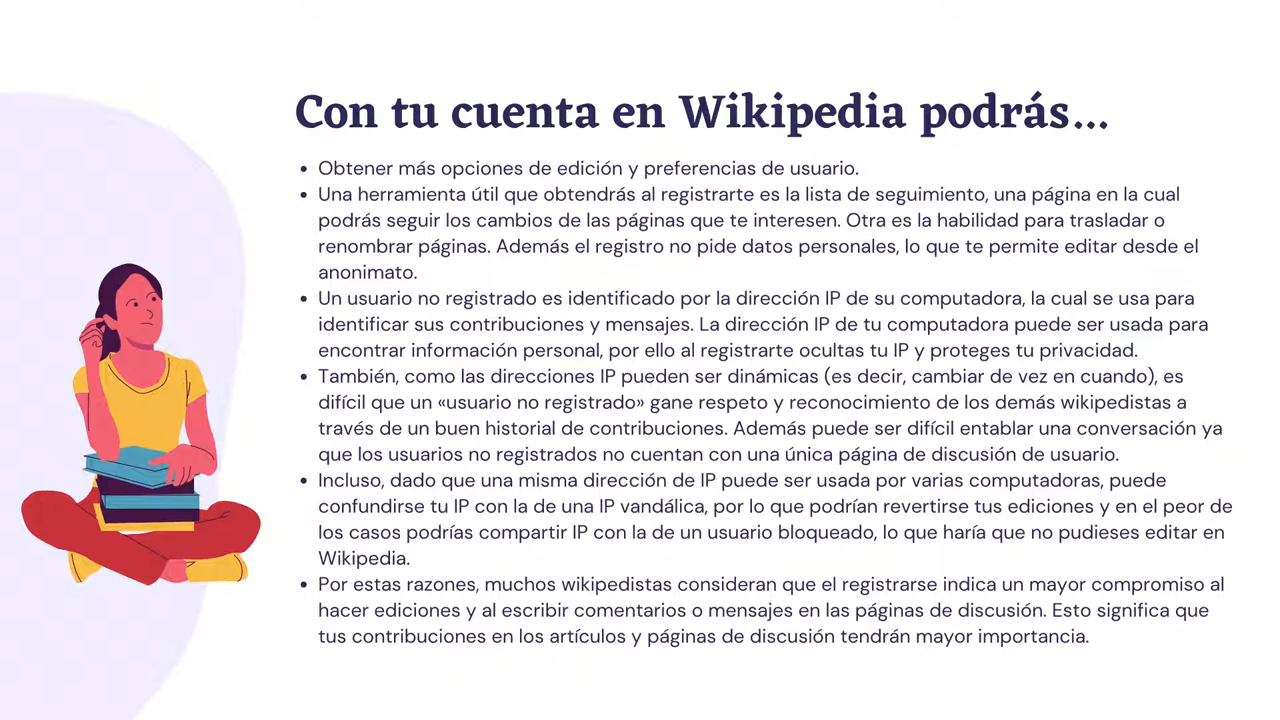 Con tu cuenta en Wikipedia podrás...
• Obtener más opciones de edición y preferencias de usuario.
• Una herramienta útil que obtendrás al registrarte es la lista de seguimiento, una página en la cual
podrás seguir los cambios de las páginas que te interesen. Otra es la habilidad para trasladar o
renombrar páginas. Además el registro no pide datos personales, lo que te permite editar desde el
anonimato.
• Un usuario no registrado es identificado por la dirección IP de su computadora, la cual se usa para
identificar sus contribuciones y mensajes. La dirección IP de tu computadora puede ser usada para
encontrar información personal, por ello al registrarte ocultas tu IP y proteges tu privacidad.
• También, como las direcciones IP pueden ser dinámicas (es decir, cambiar de vez en cuando), es
difícil que un «usuario no registrado» gane respeto y reconocimiento de los demás wikipedistas a
través de un buen historial de contribuciones. Además puede ser difícil entablar una conversación ya
que los usuarios no registrados no cuentan con una única página de discusión de usuario.
• Incluso, dado que una misma dirección de IP puede ser usada por varias computadoras, puede
confundirse tu IP con la de una IP vandálica, por lo que podrían revertirse tus ediciones y en el peor de
los casos podrías compartir IP con la de un usuario bloqueado, lo que haría que no pudieses editar en
Wikipedia.
• Por estas razones, muchos wikipedistas consideran que el registrarse indica un mayor compromiso al
hacer ediciones y al escribir comentarios o mensajes en las páginas de discusión. Esto significa que
tus contribuciones en los artículos y páginas de discusión tendrán mayor importancia.